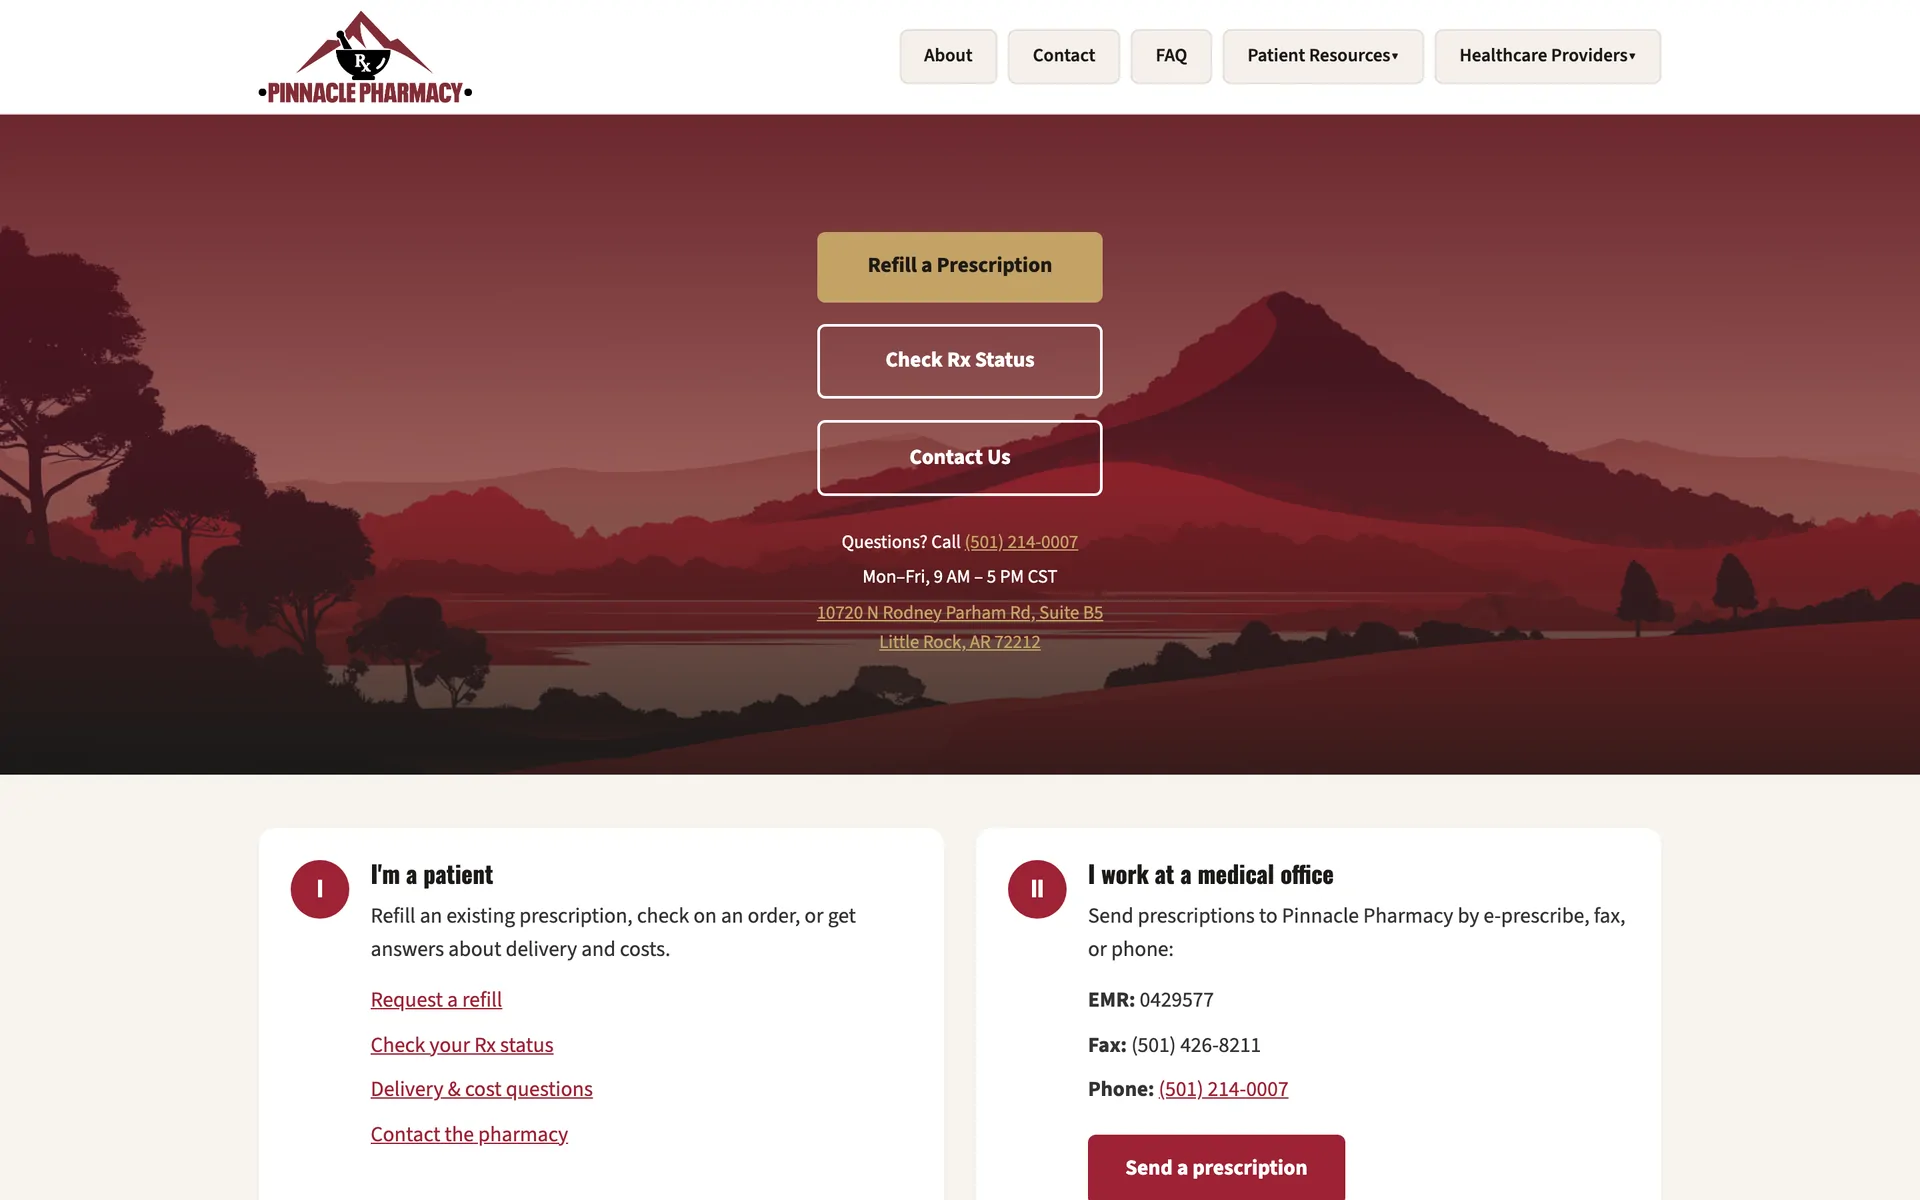 Rx
•PINNACLE PHARMACY•
About
Contact
FAQ
Patient Resources▾
Healthcare Providers▾
Refill a Prescription
Check Rx Status
Contact Us
Questions? Call (501) 214-0007
Mon–Fri, 9 AM – 5 PM CST
10720 N Rodney Parham Rd, Suite B5
Little Rock, AR 72212
I
I'm a patient
Refill an existing prescription, check on an order, or get
answers about delivery and costs.
Request a refill
Check your Rx status
Delivery & cost questions
Contact the pharmacy
II
I work at a medical office
Send prescriptions to Pinnacle Pharmacy by e-prescribe, fax,
or phone:
EMR: 0429577
Fax: (501) 426-8211
Phone: (501) 214-0007
Send a prescription